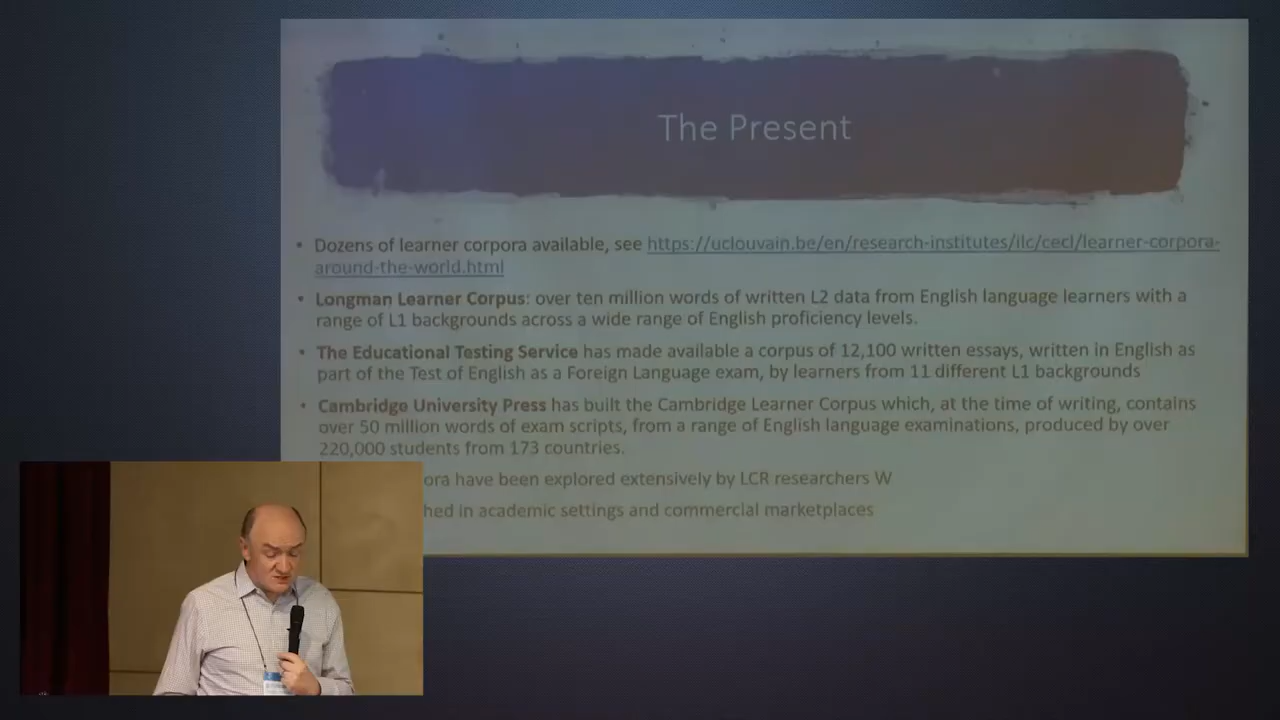 The Present
• Dozens of learner corpora available, see https://uclouvain.be/en/research-institutes/ilc/cecl/learner-corpora-
around-the-world.html
• Longman Learner Corpus: over ten million words of written L2 data from English language learners with a
range of L1 backgrounds across a wide range of English proficiency levels.
• The Educational Testing Service has made available a corpus of 12,100 written essays, written in English as
part of the Test of English as a Foreign Language exam, by learners from 11 different L1 backgrounds
• Cambridge University Press has built the Cambridge Learner Corpus which, at the time of writing, contains
over 50 million words of exam scripts, from a range of English language examinations, produced by over
220,000 students from 173 countries.
ora have been explored extensively by LCR researchers W
hed in academic settings and commercial marketplaces